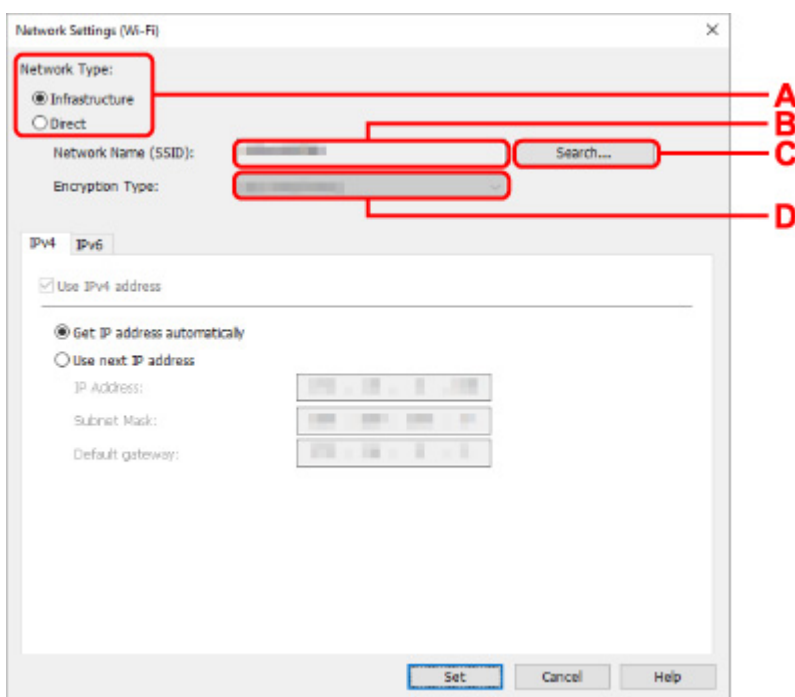 Network Settings (Wi-Fi)
Network Type:
Infrastructure
A
Direct
B
Network Name (SSID):
Search...
C
Encryption Type:
D
IPv4 IPv6
Use IPv4 address
Get IP address automatically
Use next IP address
IP Address:
Subnet Mask:
Default gateway:
Set Cancel Help